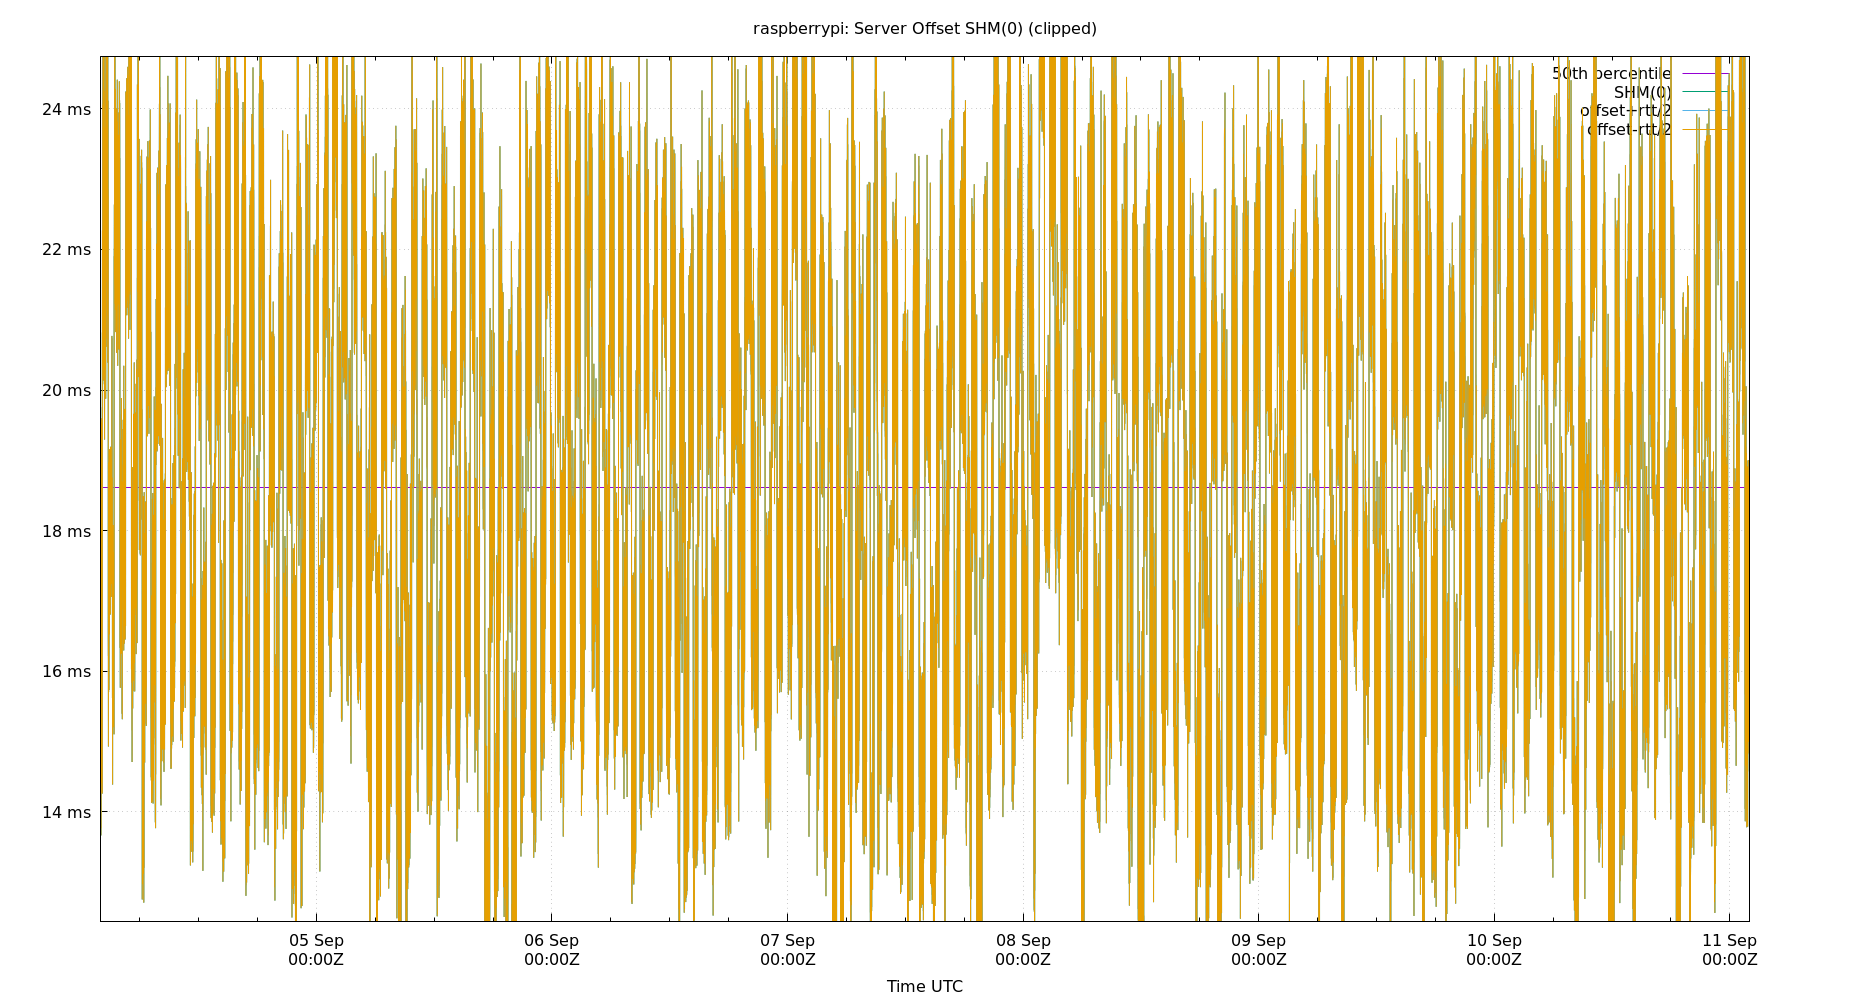 raspberrypi: Server Offset SHM(0) (clipped)
50th percentile
SHM(0)
offset+rtt/2
offset-rtt/2
24 ms
22 ms
20 ms
18 ms
16 ms
14 ms
05 Sep
00:00Z
06 Sep
00:00Z
07 Sep
00:00Z
08 Sep
00:00Z
09 Sep
00:00Z
10 Sep
00:00Z
11 Sep
00:00Z
Time UTC